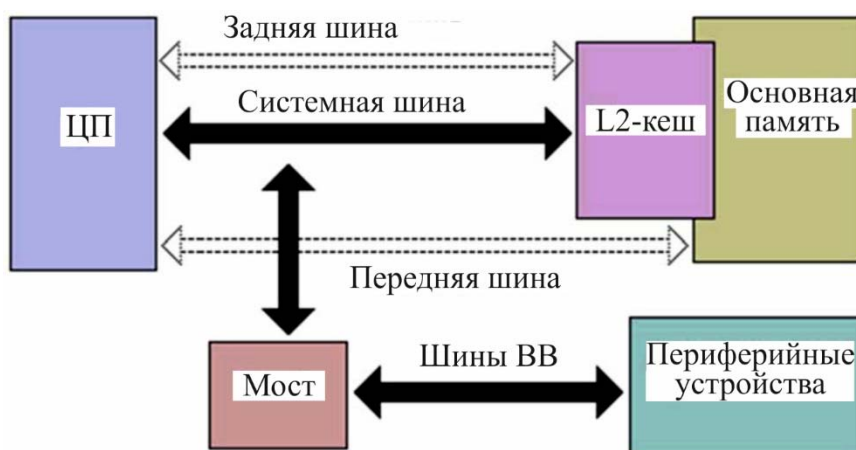 Задняя шина
Системная шина
ЦП
L2-кеш
Основная
память
Передняя шина
Мост
Шины ВВ
Периферийные
устройства